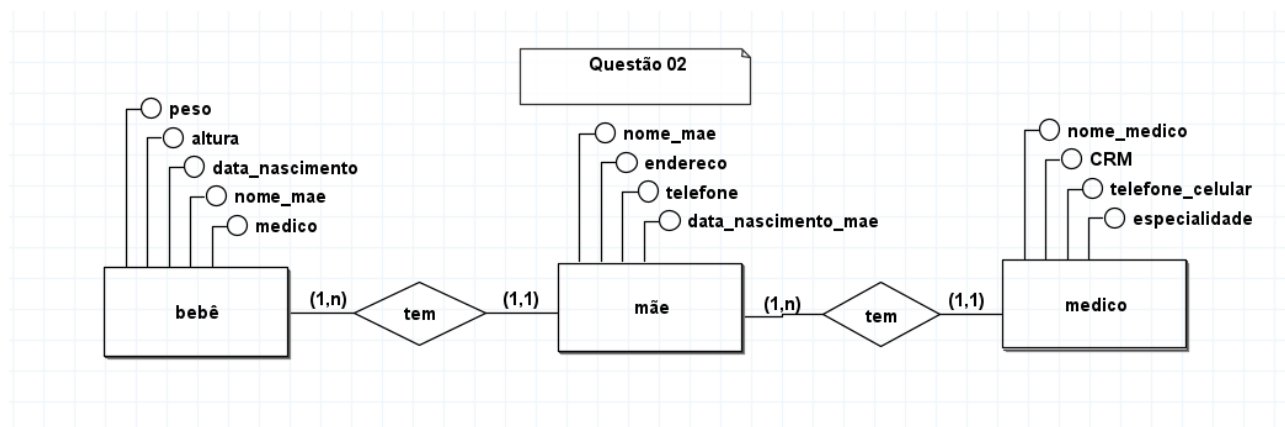 Questão 02
peso
altura
data_nascimento
nome_mae
medico
bebê
(1,n)
tem
(1,1)
nome_mae
endereco
telefone
data_nascimento_mae
mãe
(1,n)
tem
(1,1)
nome_medico
CRM
telefone_celular
especialidade
medico